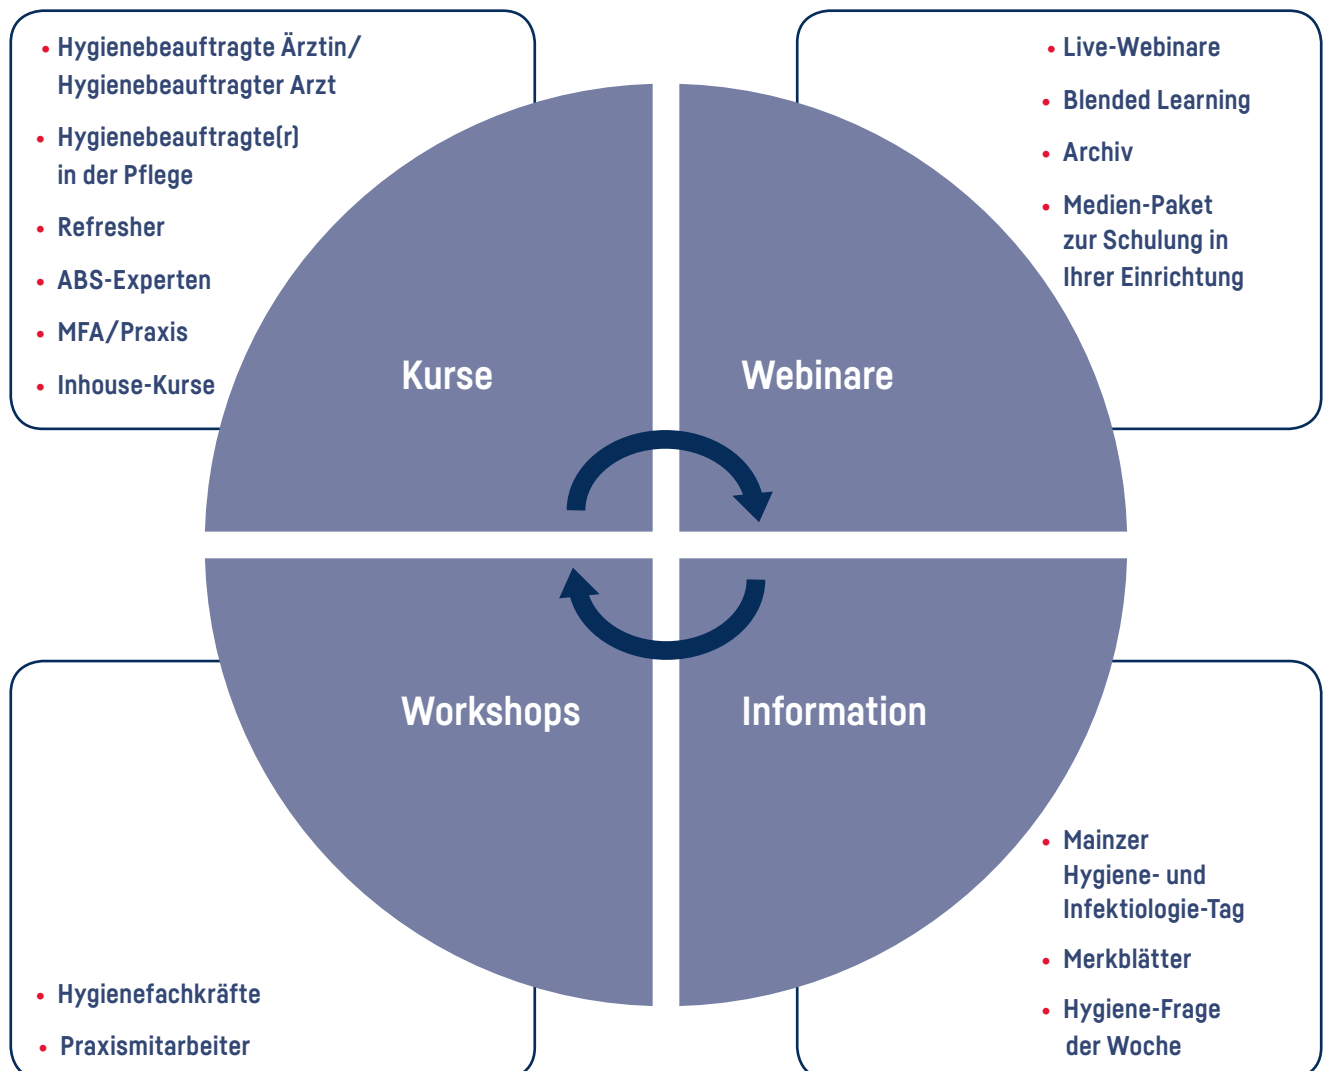 • Hygienebeauftragte Ärztin/
Hygienebeauftragter Arzt
• Hygienebeauftragte(r)
in der Pflege
• Refresher
• ABS-Experten
• MFA/Praxis
• Inhouse-Kurse
Kurse
• Live-Webinare
• Blended Learning
• Archiv
• Medien-Paket
zur Schulung in
Ihrer Einrichtung
Webinare
Workshops
• Hygienefachkräfte
• Praxismitarbeiter
Information
• Mainzer
Hygiene- und
Infektiologie-Tag
• Merkblätter
• Hygiene-Frage
der Woche